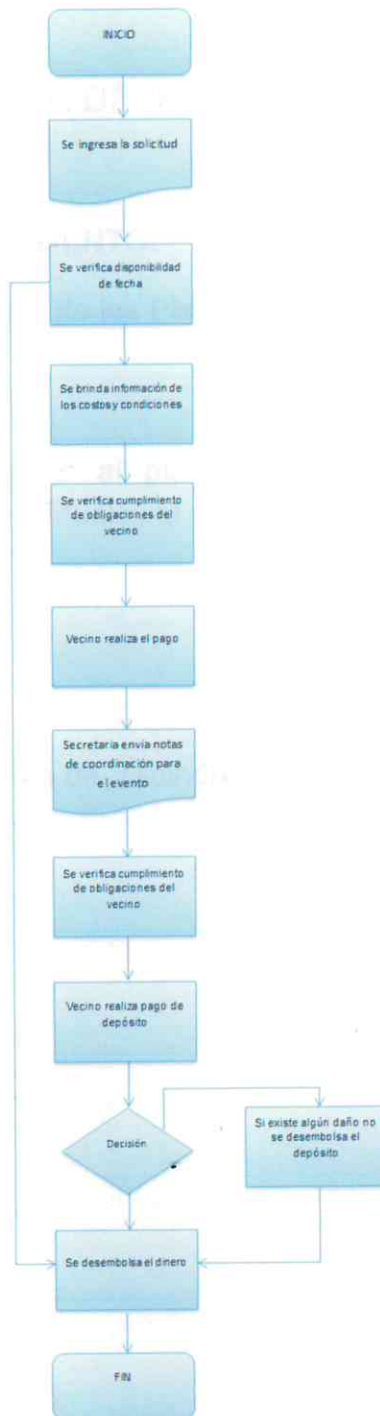 INICIO
Se ingresa la solicitud
Se verifica disponibilidad
de fecha
Se brinda información de
los costos y condiciones
Se verifica cumplimiento
de obligaciones del
vecino
Vecino realiza el pago
Secretaria envia notas
de coordinación para
el evento
Se verifica cumplimiento
de obligaciones del
vecino
Vecino realiza pago de
depósito
Decisión
Si existe algún daño no
se desembolsa el
depósito
Se desembolsa el dinero
FIN